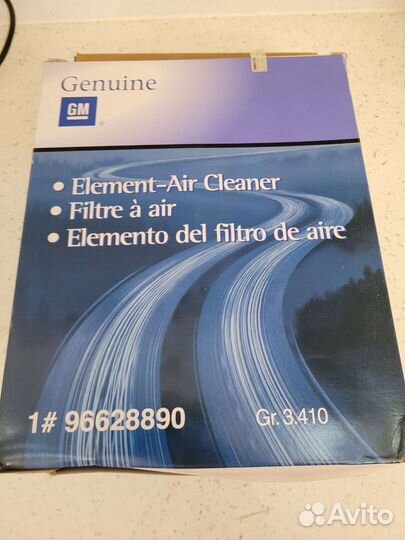 Genuine
GM
®
• Element-Air Cleaner
• Filtre à air
• Elemento del filtro de aire
1# 96628890
Gr. 3.410
Avito